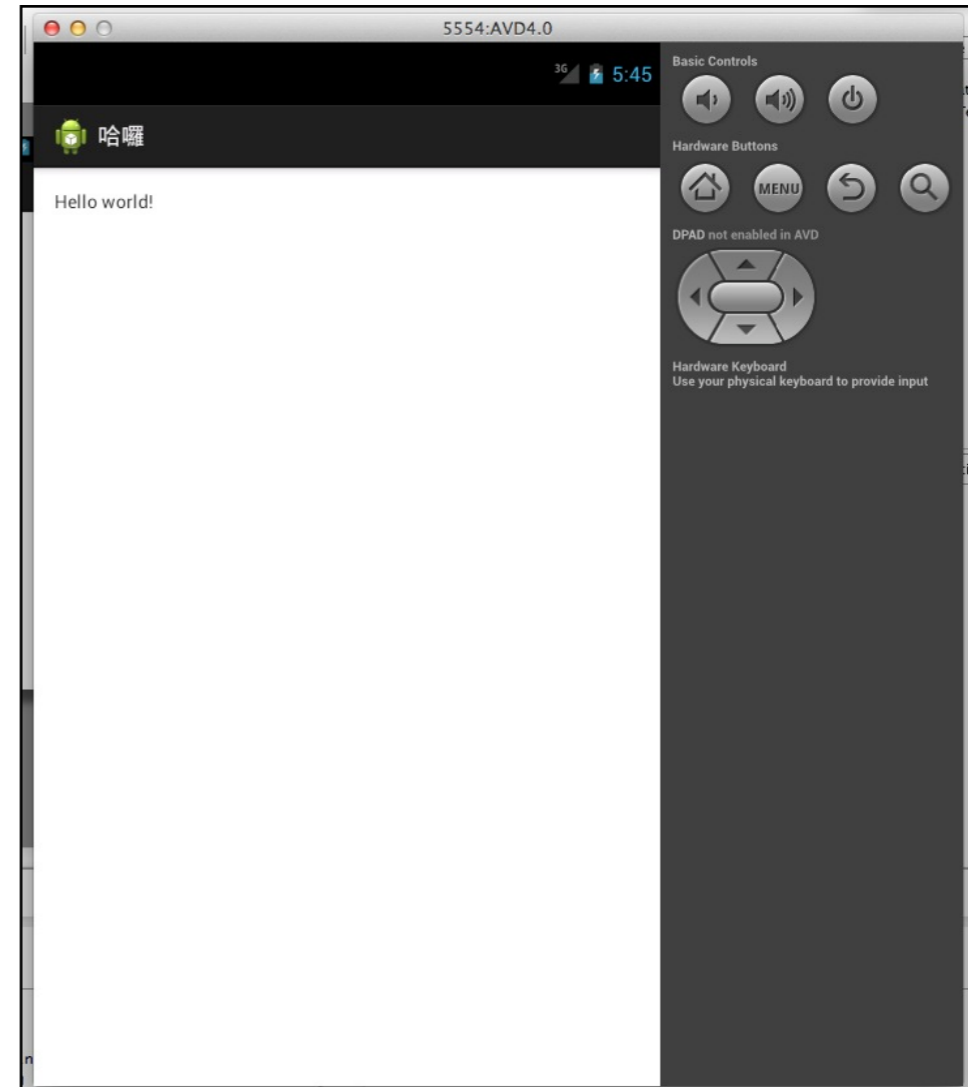 5554:AVD4.0
3G 5:45
哈囉
Hello world!
Basic Controls
Hardware Buttons
MENU
DPAD not enabled in AVD
Hardware Keyboard
Use your physical keyboard to provide input